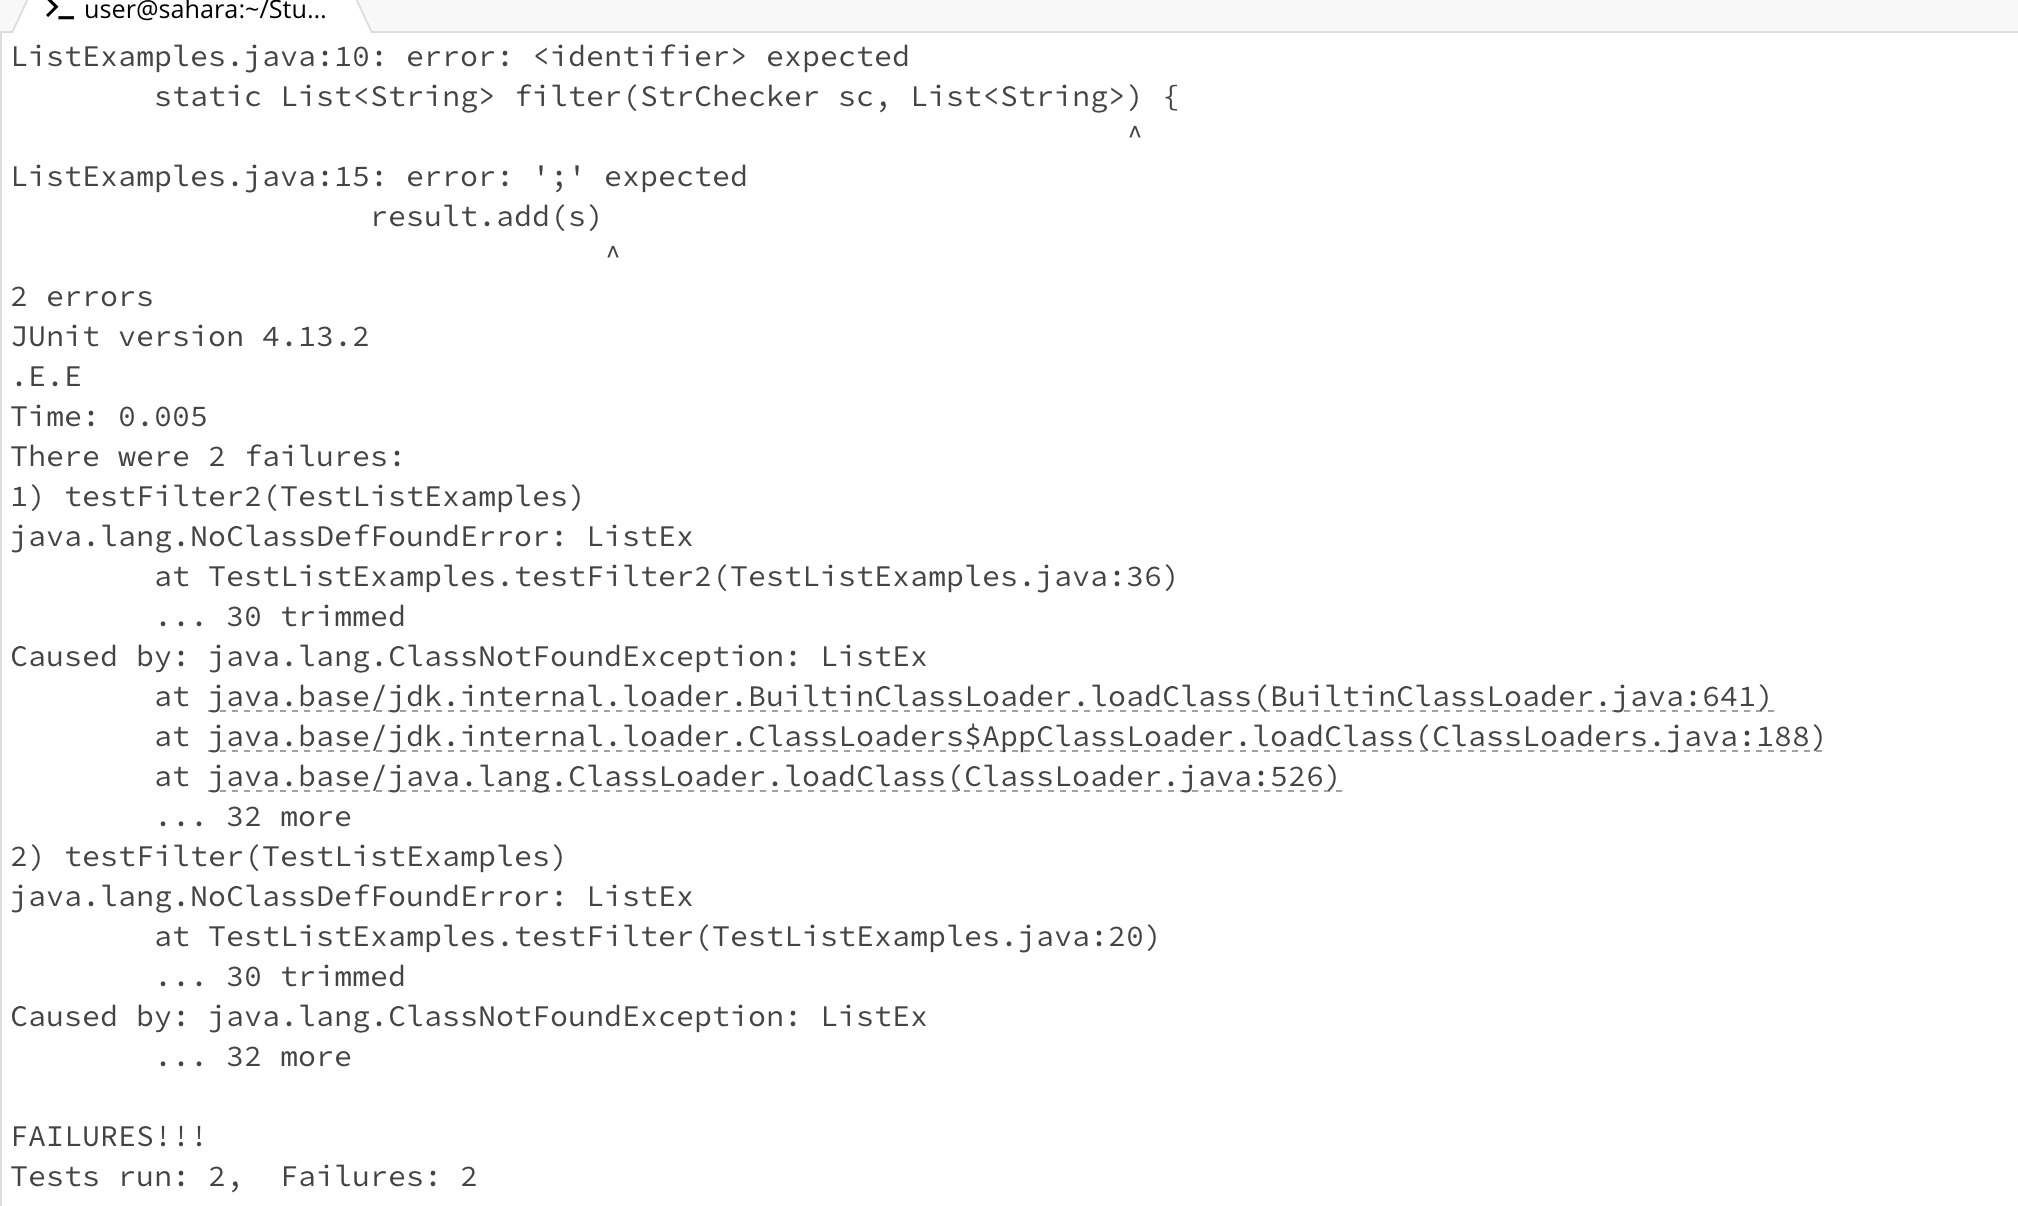 user@sahara:~/Stu...
ListExamples.java:10: error: <identifier> expected
        static List<String> filter(StrChecker sc, List<String>) {
                                                              ^
ListExamples.java:15: error: ';' expected
                    result.add(s)
                                 ^
2 errors
JUnit version 4.13.2
.E.E
Time: 0.005
There were 2 failures:
1) testFilter2(TestListExamples)
java.lang.NoClassDefFoundError: ListEx
        at TestListExamples.testFilter2(TestListExamples.java:36)
        ... 30 trimmed
Caused by: java.lang.ClassNotFoundException: ListEx
        at java.base/jdk.internal.loader.BuiltinClassLoader.loadClass(BuiltinClassLoader.java:641)
        at java.base/jdk.internal.loader.ClassLoaders$AppClassLoader.loadClass(ClassLoaders.java:188)
        at java.base/java.lang.ClassLoader.loadClass(ClassLoader.java:526)
        ... 32 more
2) testFilter(TestListExamples)
java.lang.NoClassDefFoundError: ListEx
        at TestListExamples.testFilter(TestListExamples.java:20)
        ... 30 trimmed
Caused by: java.lang.ClassNotFoundException: ListEx
        ... 32 more
FAILURES!!!
Tests run: 2,  Failures: 2